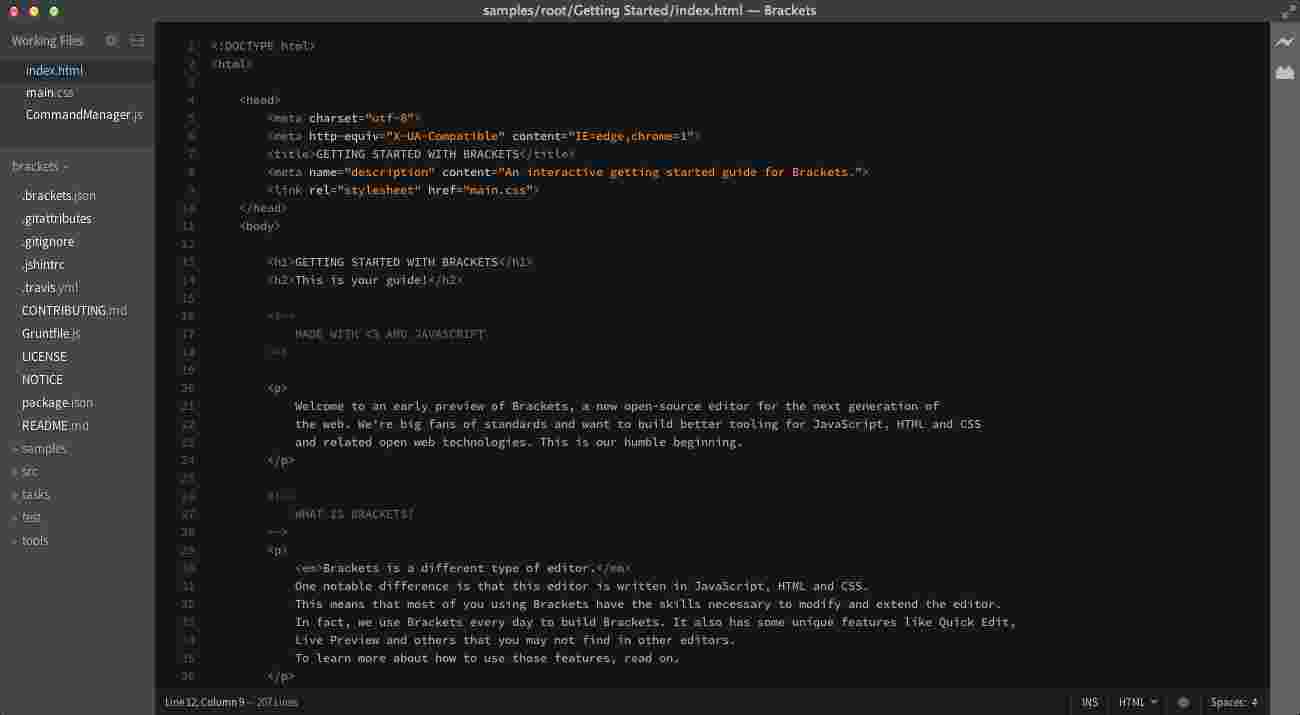 samples/root/Getting Started/index.html — Brackets
Working Files
index.html
main.css
CommandManager.js
brackets
.brackets.json
.gitattributes
.gitignore
.jshintrc
.travis.yml
CONTRIBUTING.md
Gruntfile.js
LICENSE
NOTICE
package.json
README.md
samples
src
tasks
test
tools
1 <!DOCTYPE html>
2 <html>
3
4 <head>
5 <meta charset="utf-8">
6 <meta http-equiv="X-UA-Compatible" content="IE=edge,chrome=1">
7 <title>GETTING STARTED WITH BRACKETS</title>
8 <meta name="description" content="An interactive getting started guide for Brackets.">
9 <link rel="stylesheet" href="main.css">
10 </head>
11 <body>
12
13 <h1>GETTING STARTED WITH BRACKETS</h1>
14 <h2>This is your guide!</h2>
15
16 <!--
17 MADE WITH <3 AND JAVASCRIPT
18 -->
19
20 <p>
21 Welcome to an early preview of Brackets, a new open-source editor for the next generation of
22 the web. We're big fans of standards and want to build better tooling for JavaScript, HTML and CSS
23 and related open web technologies. This is our humble beginning.
24 </p>
25
26 <!--
27 WHAT IS BRACKETS?
28 -->
29 <p>
30 <em>Brackets is a different type of editor.</em>
31 One notable difference is that this editor is written in JavaScript, HTML and CSS.
32 This means that most of you using Brackets have the skills necessary to modify and extend the editor.
33 In fact, we use Brackets every day to build Brackets. It also has some unique features like Quick Edit,
34 Live Preview and others that you may not find in other editors.
35 To learn more about how to use those features, read on.
36 </p>
Line 12, Column 9 — 207 Lines
INS
HTML
Spaces: 4